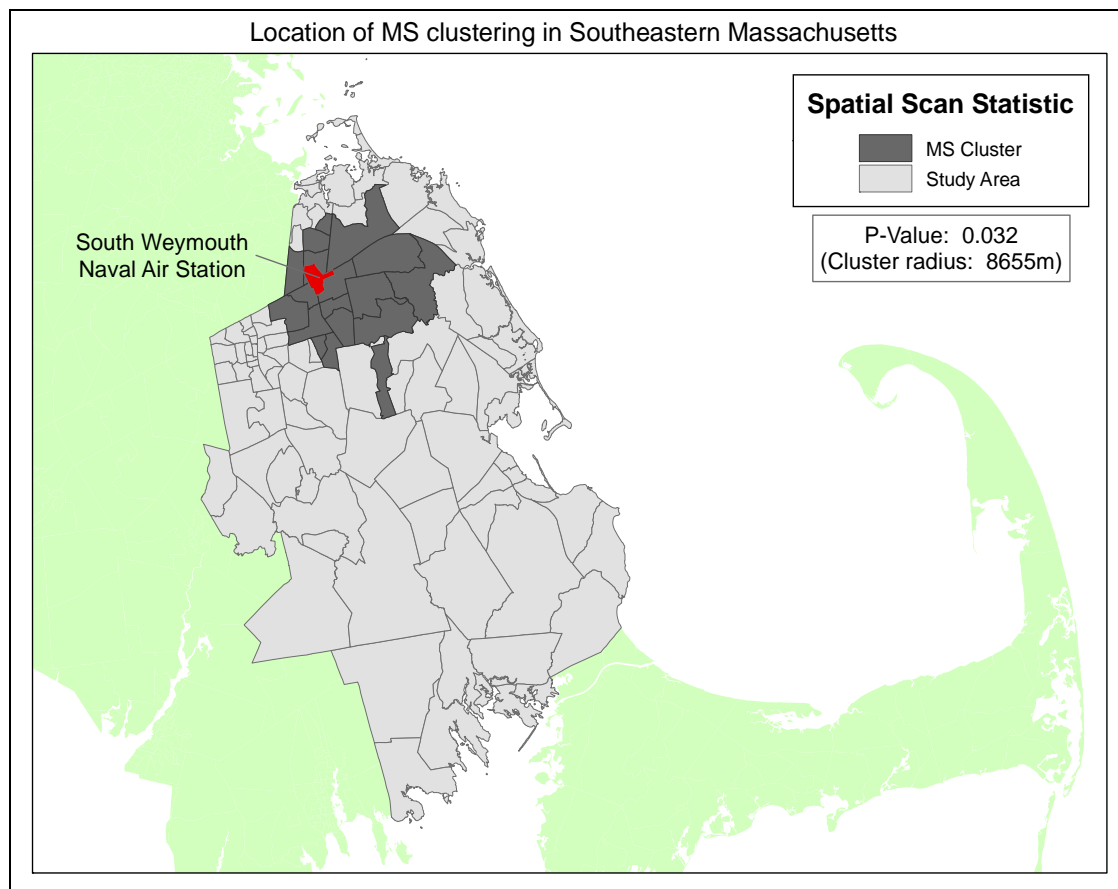 Location of MS clustering in Southeastern Massachusetts
Spatial Scan Statistic
MS Cluster
Study Area
P-Value: 0.032
(Cluster radius: 8655m)
South Weymouth
Naval Air Station